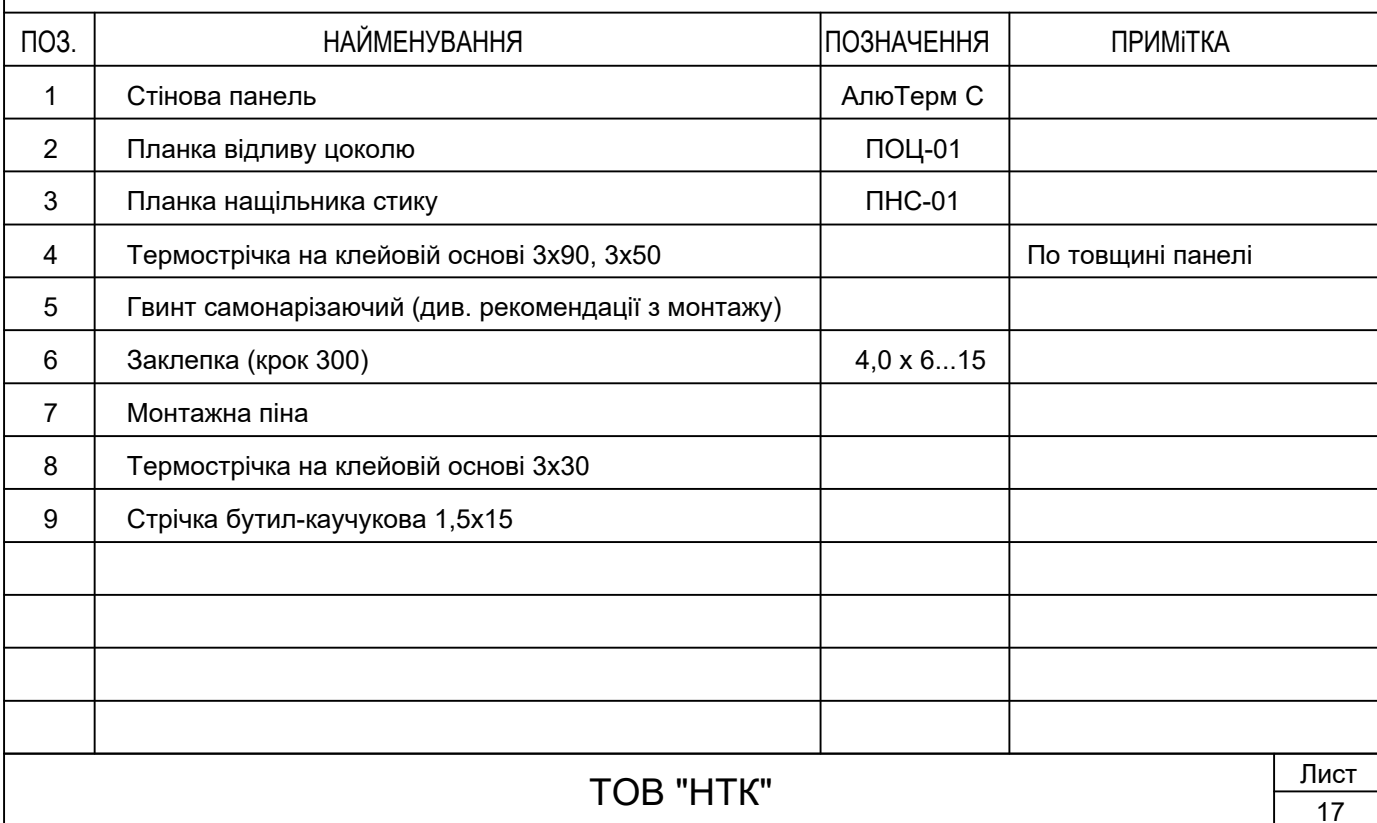 ПОЗ. НАЙМЕНУВАННЯ ПОЗНАЧЕННЯ ПРИМіТКА
1 Стінова панель АлюТерм С
2 Планка відливу цоколю ПОЦ-01
3 Планка нащільника стику ПНС-01
4 Термострічка на клейовій основі 3х90, 3х50 По товщині панелі
5 Гвинт самонарізаючий (див. рекомендації з монтажу)
6 Заклепка (крок 300) 4,0 х 6...15
7 Монтажна піна
8 Термострічка на клейовій основі 3х30
9 Стрічка бутил-каучукова 1,5х15
ТОВ "НТК" Лист
17